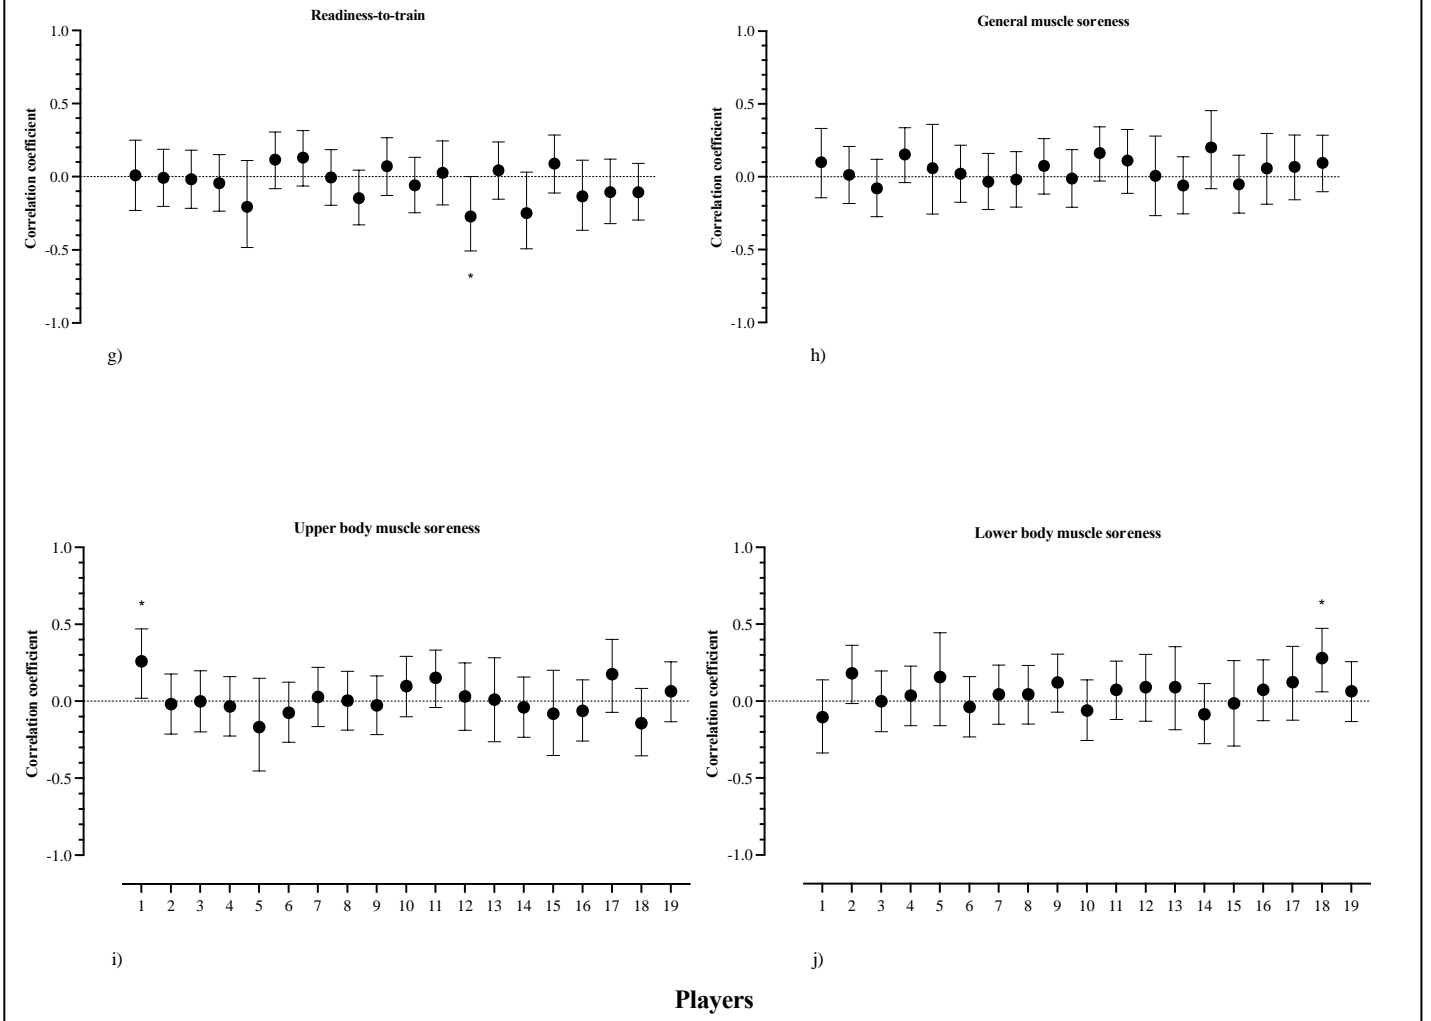 Readiness-to-train
1.0
0.5
0.0
-0.5
-1.0
Correlation coefficient
*
g)
General muscle soreness
1.0
0.5
0.0
-0.5
-1.0
Correlation coefficient
h)
Upper body muscle soreness
1.0
0.5
0.0
-0.5
-1.0
Correlation coefficient
*
1 2 3 4 5 6 7 8 9 10 11 12 13 14 15 16 17 18 19
i)
Lower body muscle soreness
1.0
0.5
0.0
-0.5
-1.0
Correlation coefficient
*
1 2 3 4 5 6 7 8 9 10 11 12 13 14 15 16 17 18 19
j)
Players